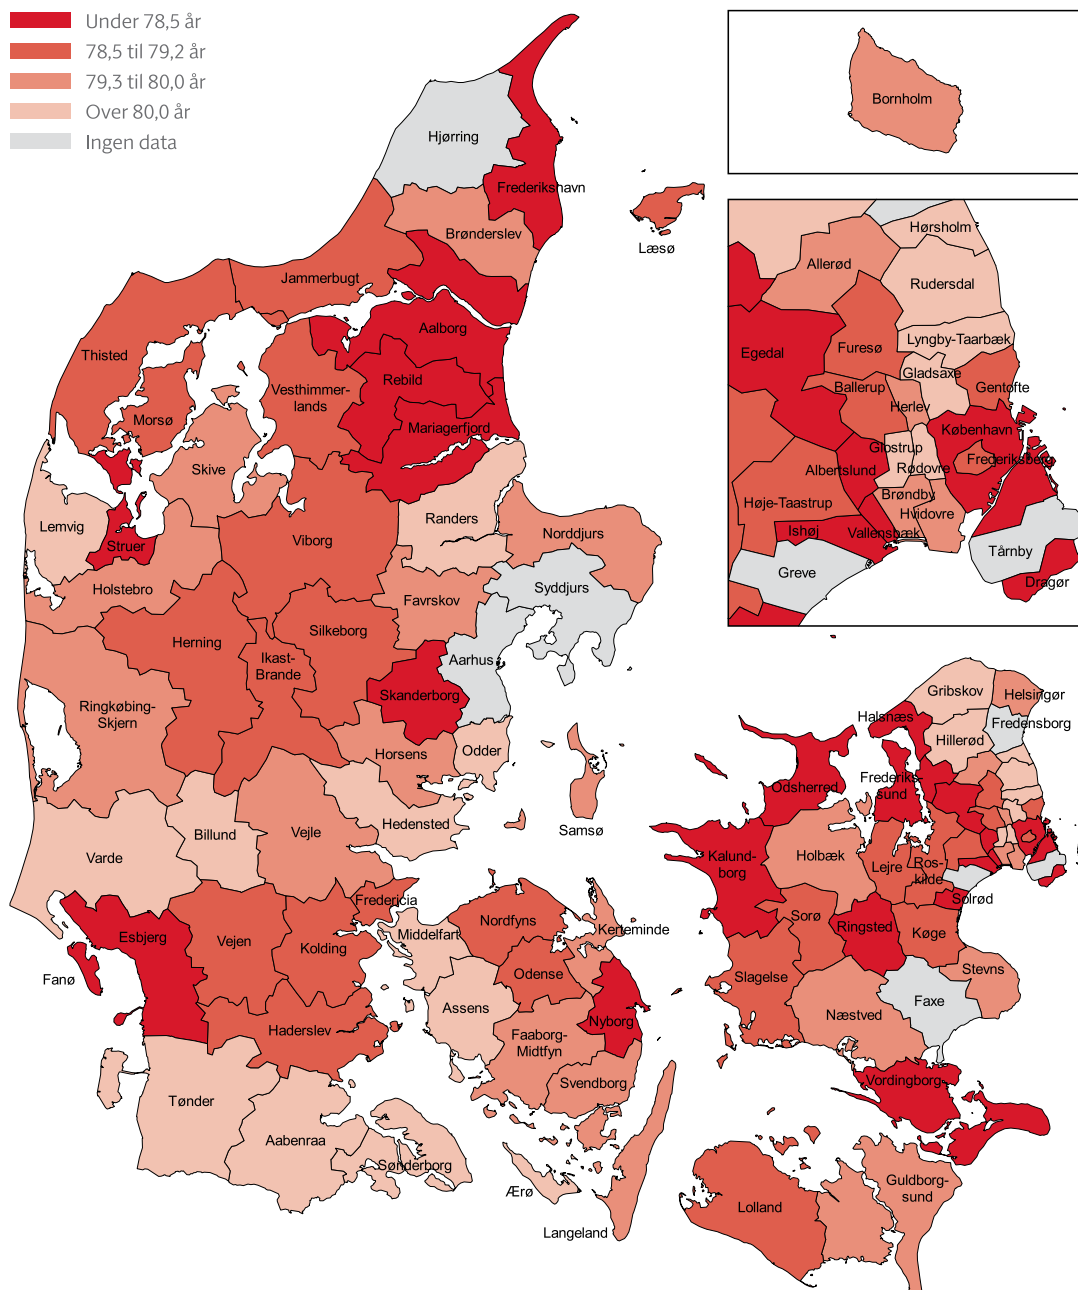 Under 78,5 år
78,5 til 79,2 år
79,3 til 80,0 år
Over 80,0 år
Ingen data
Bornholm
Hjørring
Frederikshavn
Brønderslev
Læsø
Jammerbugt
Aalborg
Thisted
Rebild
Vesthimmer-
lands
Morsø
Mariagerfjord
Skive
Lemvig
Randers
Struer
Viborg
Norddjurs
Holstebro
Favrskov
Syddjurs
Herning
Silkeborg
Ikast-
Brande
Aarhus
Skanderborg
Ringkøbing-
Skjern
Horsens
Odder
Samsø
Hedensted
Billund
Vejle
Varde
Esbjerg
Vejen
Kolding
Fredericia
Fanø
Haderslev
Tønder
Aabenraa
Sønderborg
Middelfart
Nordfyns
Kerteminde
Odense
Assens
Nyborg
Faaborg-
Midtfyn
Svendborg
Ærø
Langeland
Hørsholm
Allerød
Rudersdal
Egedal
Furesø
Lyngby-Taarbæk
Gladsaxe
Ballerup
Gentofte
Herlev
København
Glostrup
Frederiksberg
Albertslund
Rødovre
Høje-Taastrup
Brøndby
Hvidovre
Ishøj
Vallensbæk
Tårnby
Greve
Dragør
Gribskov
Helsingør
Halsnæs
Fredensborg
Hillerød
Odsherred
Frederiks-
sund
Kalund-
borg
Holbæk
Lejre
Ros-
kilde
Solrød
Sorø
Ringsted
Køge
Slagelse
Stevns
Faxe
Næstved
Vordingborg
Guldborg-
sund
Lolland